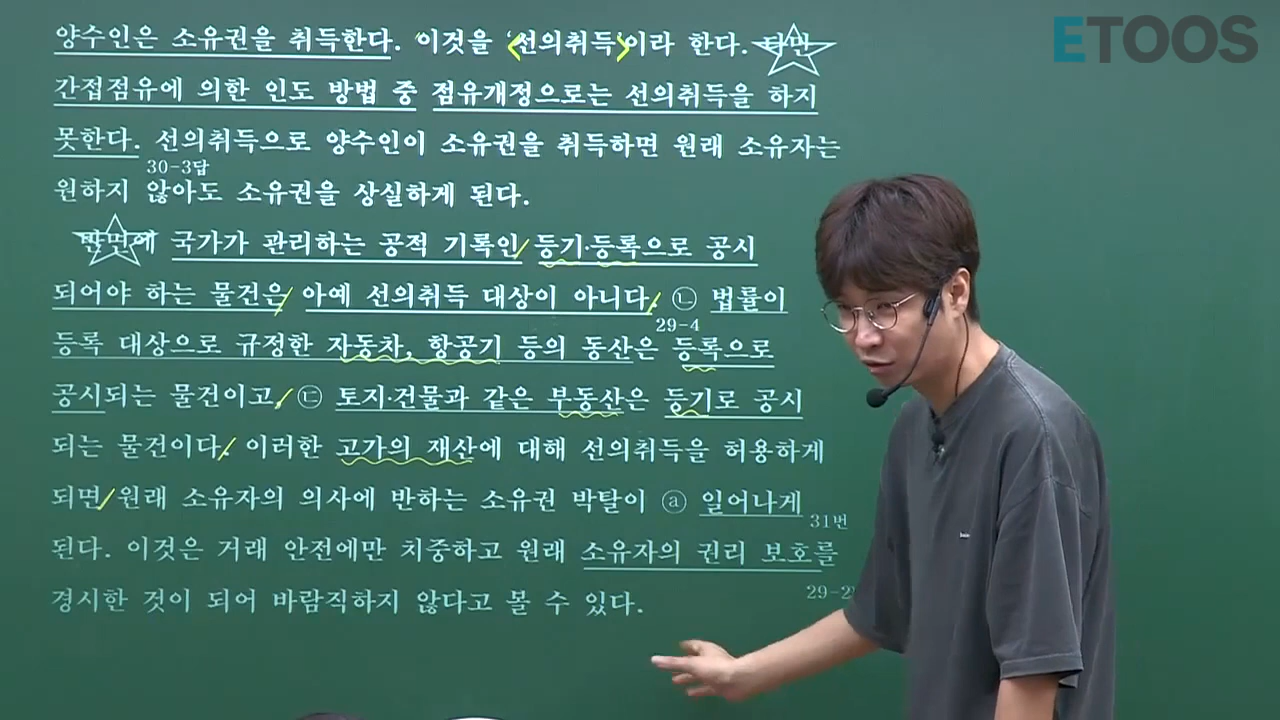 ETOOS
양수인은 소유권을 취득한다. 이것을 '선의취득'이라 한다. 다만
간접점유에 의한 인도 방법 중 점유개정으로는 선의취득을 하지
못한다. 선의취득으로 양수인이 소유권을 취득하면 원래 소유자는
30-3답
원하지 않아도 소유권을 상실하게 된다.
반면에 국가가 관리하는 공적 기록인 등기·등록으로 공시
되어야 하는 물건은 아예 선의취득 대상이 아니다. ㉡ 법률이
29-4
등록 대상으로 규정한 자동차, 항공기 등의 동산은 등록으로
공시되는 물건이고, ㉢ 토지·건물과 같은 부동산은 등기로 공시
되는 물건이다. 이러한 고가의 재산에 대해 선의취득을 허용하게
되면 원래 소유자의 의사에 반하는 소유권 박탈이 ⓐ 일어나게
31번
된다. 이것은 거래 안전에만 치중하고 원래 소유자의 권리 보호를
경시한 것이 되어 바람직하지 않다고 볼 수 있다.